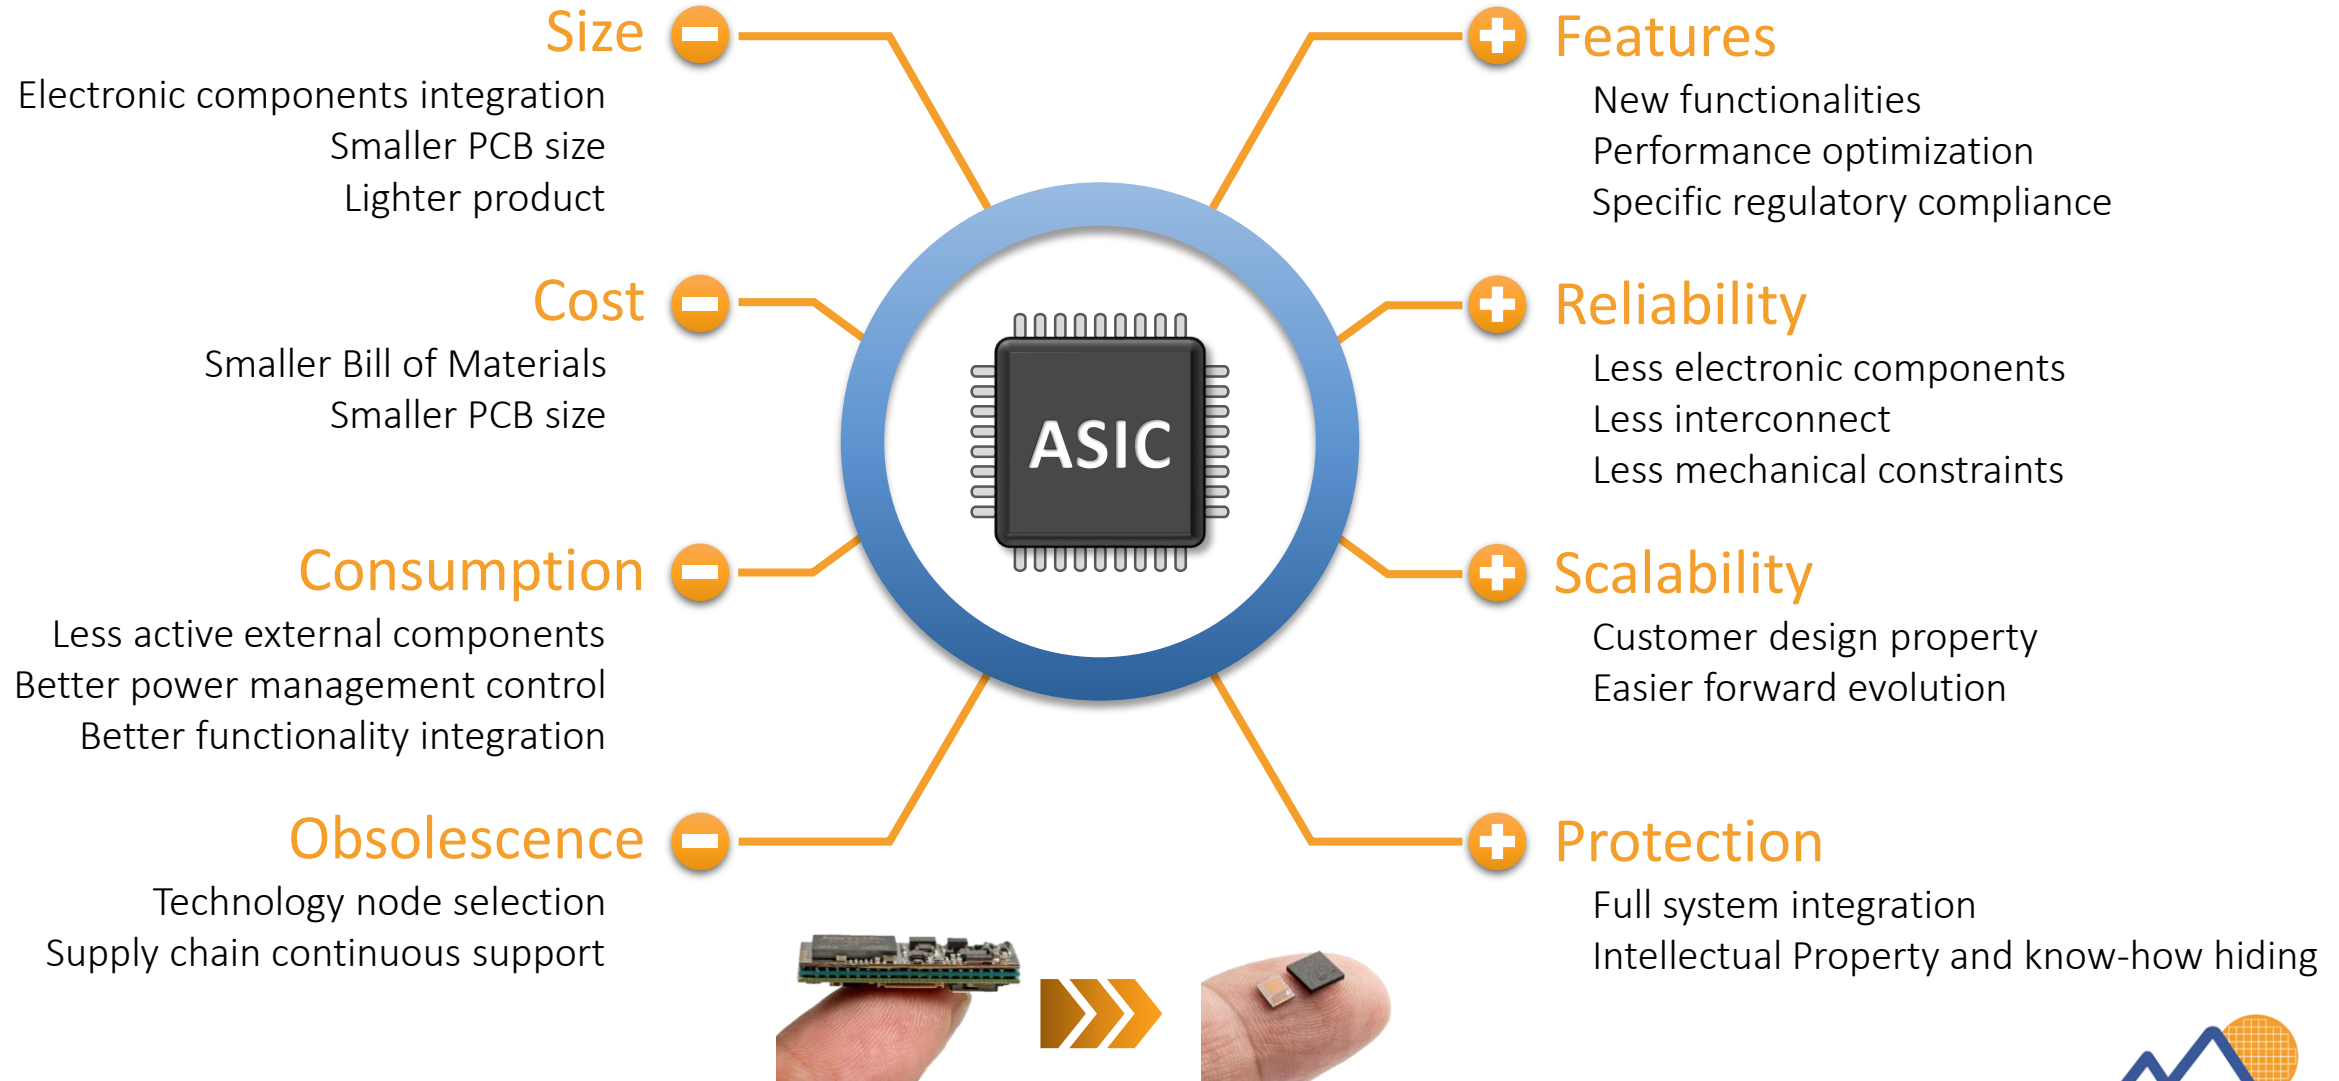 Size
Electronic components integration
Smaller PCB size
Lighter product
Cost
Smaller Bill of Materials
Smaller PCB size
Consumption
Less active external components
Better power management control
Better functionality integration
Obsolescence
Technology node selection
Supply chain continuous support
ASIC
Features
New functionalities
Performance optimization
Specific regulatory compliance
Reliability
Less electronic components
Less interconnect
Less mechanical constraints
Scalability
Customer design property
Easier forward evolution
Protection
Full system integration
Intellectual Property and know-how hiding